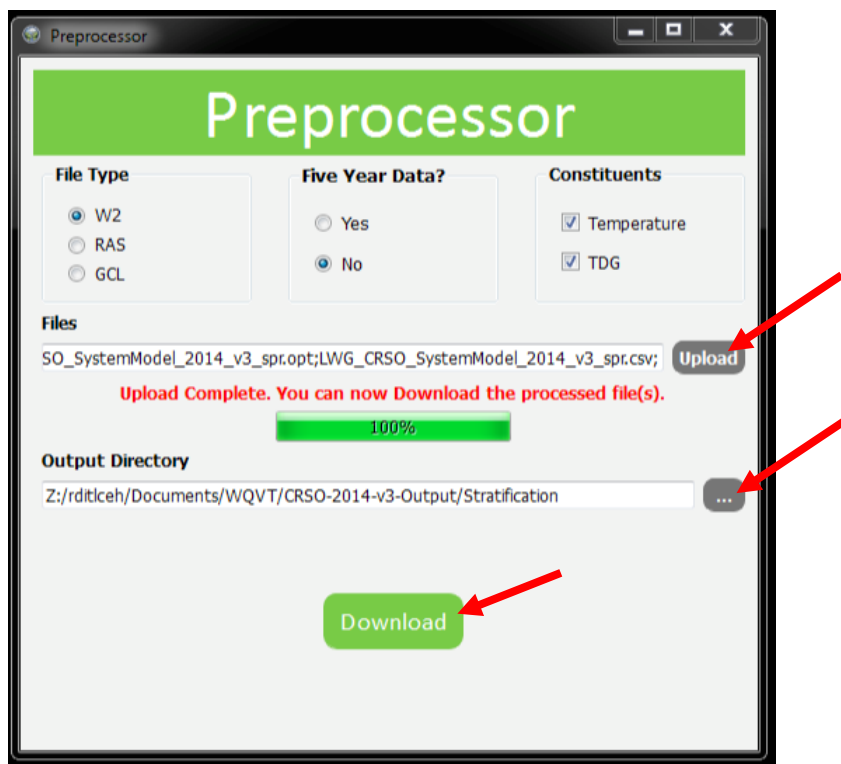 Preprocessor
Preprocessor
File Type
W2
RAS
GCL
Five Year Data?
Yes
No
Constituents
Temperature
TDG
Files
SO_SystemModel_2014_v3_spr.opt;LWG_CRSO_SystemModel_2014_v3_spr.csv; Upload
Upload Complete. You can now Download the processed file(s).
100%
Output Directory
Z:/rditlceh/Documents/WQVT/CRSO-2014-v3-Output/Stratification ...
Download